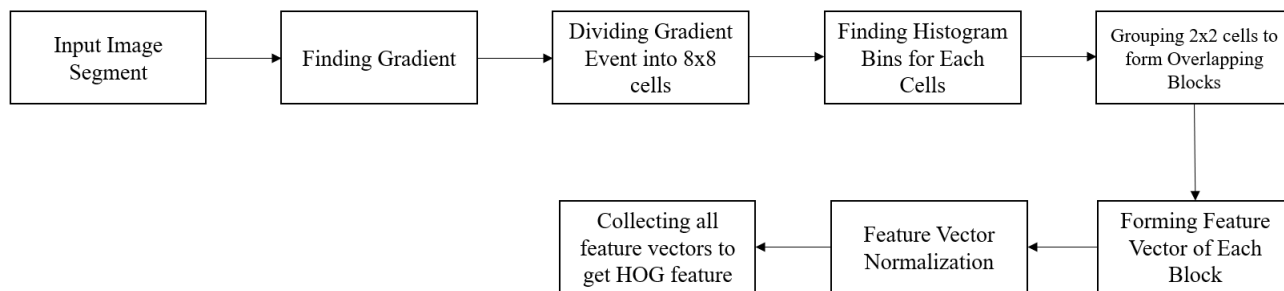 Input Image
Segment
Finding Gradient
Dividing Gradient
Event into 8x8
cells
Finding Histogram
Bins for Each
Cells
Grouping 2x2 cells to
form Overlapping
Blocks
Forming Feature
Vector of Each
Block
Feature Vector
Normalization
Collecting all
feature vectors to
get HOG feature